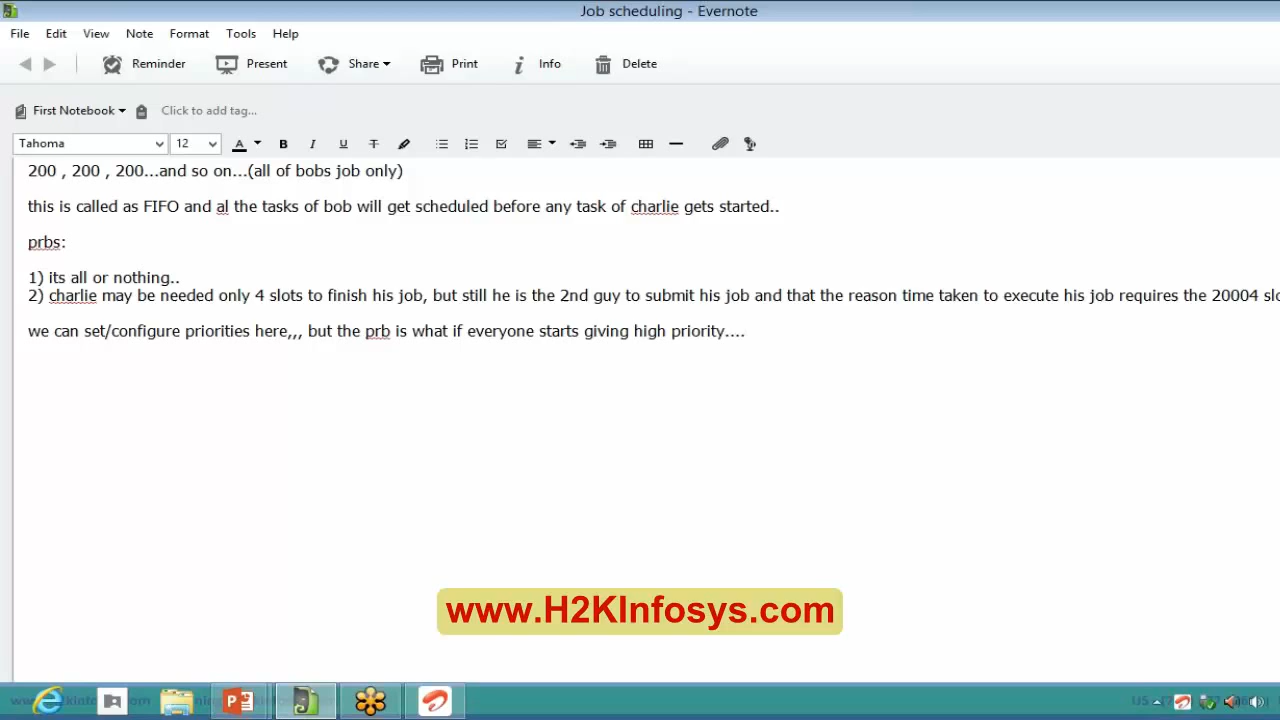 Job scheduling - Evernote
File Edit View Note Format Tools Help
Reminder Present Share Print Info Delete
First Notebook Click to add tag...
Tahoma 12 A B I U T
200 , 200 , 200...and so on...(all of bobs job only)
this is called as FIFO and al the tasks of bob will get scheduled before any task of charlie gets started..
prbs:
1) its all or nothing..
2) charlie may be needed only 4 slots to finish his job, but still he is the 2nd guy to submit his job and that the reason time taken to execute his job requires the 20004 slo
we can set/configure priorities here,,, but the prb is what if everyone starts giving high priority....
www.H2KInfosys.com
US